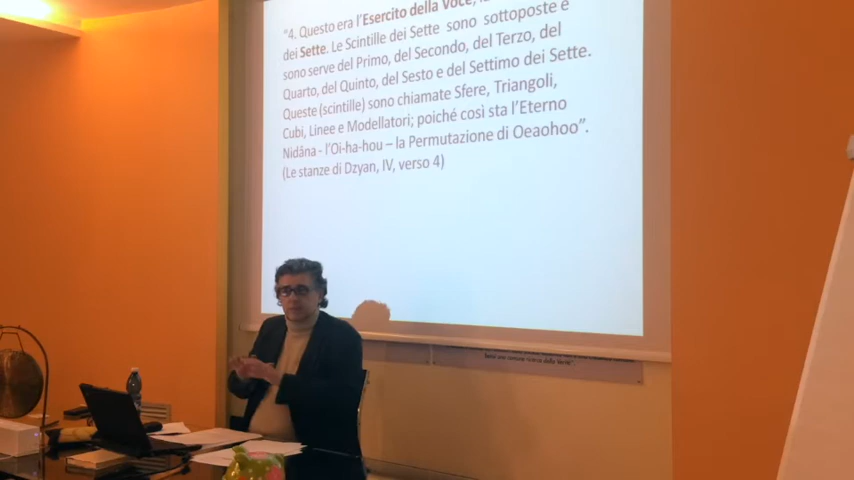 "4. Questo era l'Esercito della Voce,
dei Sette. Le Scintille dei Sette sono sottoposte e
sono serve del Primo, del Secondo, del Terzo, del
Quarto, del Quinto, del Sesto e del Settimo dei Sette.
Queste (scintille) sono chiamate Sfere, Triangoli,
Cubi, Linee e Modellatori; poiché così sta l'Eterno
Nidâna - l'Oi-ha-hou – la Permutazione di Oeaohoo".
(Le stanze di Dzyan, IV, verso 4)